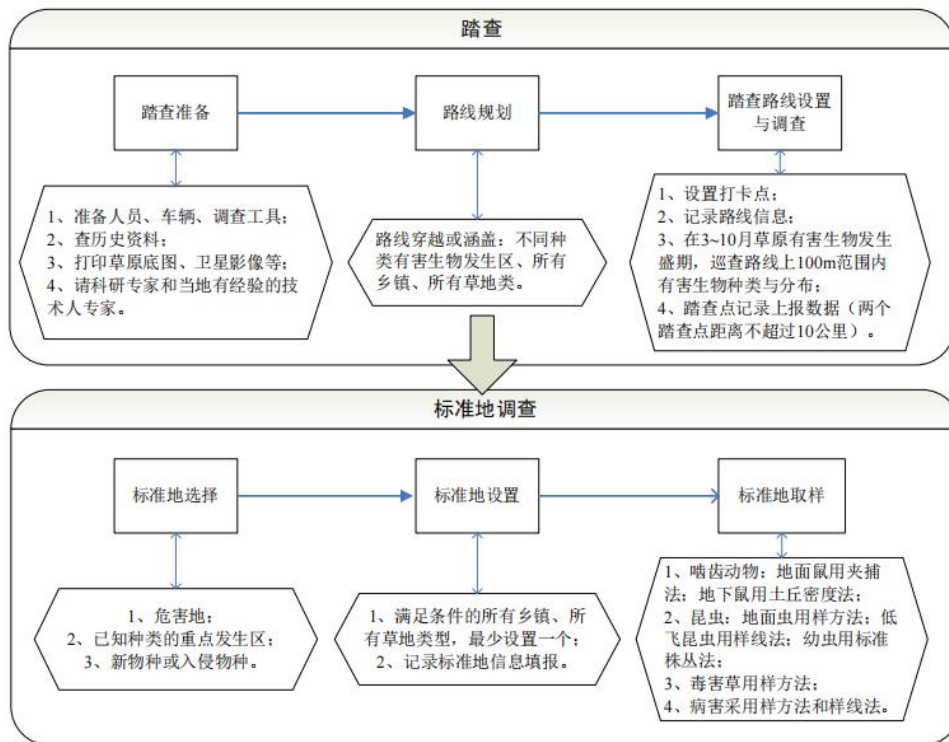 踏查
踏查准备
路线规划
踏查路线设置
与调查
1、准备人员、车辆、调查工具；
2、查历史资料；
3、打印草原底图、卫星影像等；
4、请科研专家和当地有经验的技
术人专家。
路线穿越或涵盖：不同种
类有害生物发生区、所有
乡镇、所有草地类。
1、设置打卡点；
2、记录路线信息；
3、在3~10月草原有害生物发生
盛期，巡查路线上100m范围内
有害生物种类与分布；
4、踏查点记录上报数据（两个
踏查点距离不超过10公里）。
标准地调查
标准地选择
标准地设置
标准地取样
1、危害地；
2、已知种类的重点发生区；
3、新物种或入侵物种。
1、满足条件的所有乡镇、所
有草地类型，最少设置一个；
2、记录标准地信息填报。
1、啮齿动物：地面鼠用夹捕
法；地下鼠用土丘密度法；
2、昆虫：地面虫用样方法；低
飞昆虫用样线法；幼虫用标准
株丛法；
3、毒害草用样方法；
4、病害采用样方法和样线法。